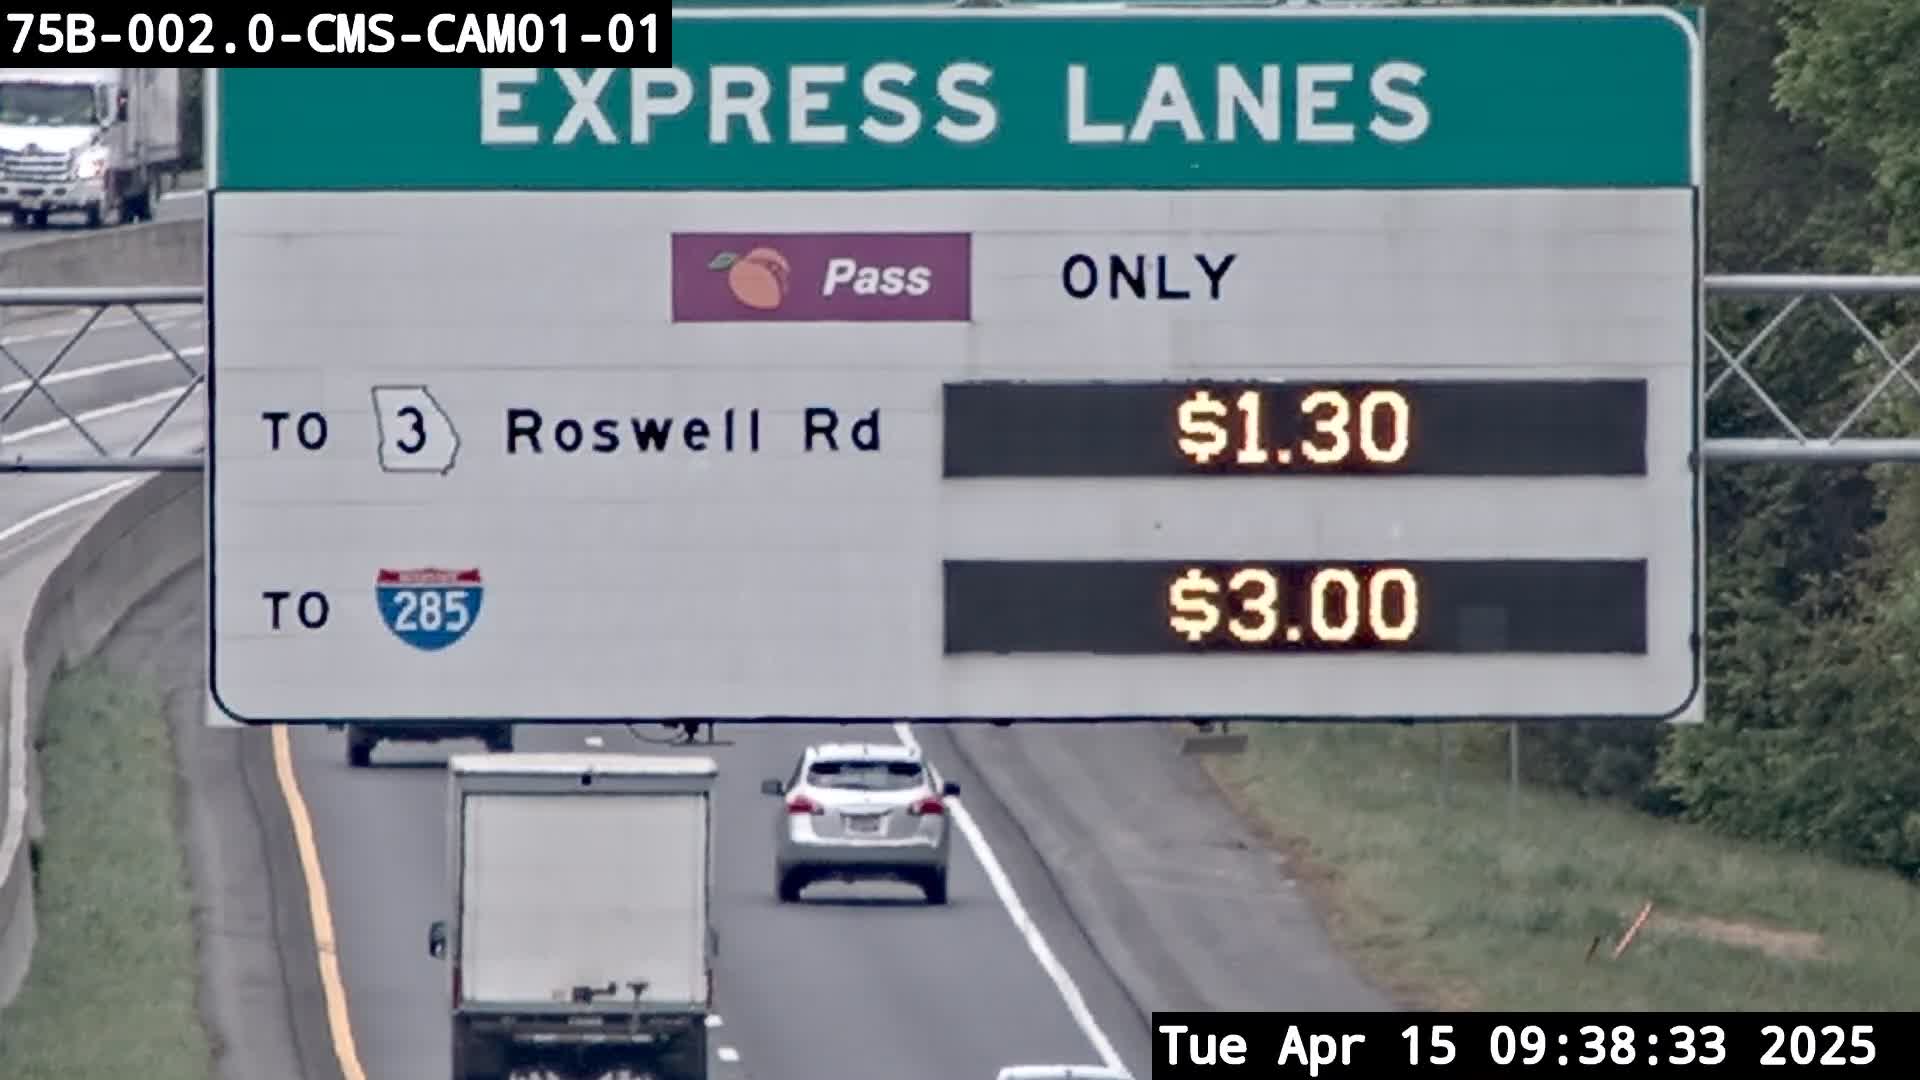 75B-002.0-CMS-CAM01-01
EXPRESS LANES
Pass ONLY
TO 3 Roswell Rd $1.30
TO 285 $3.00
Tue Apr 15 09:38:33 2025